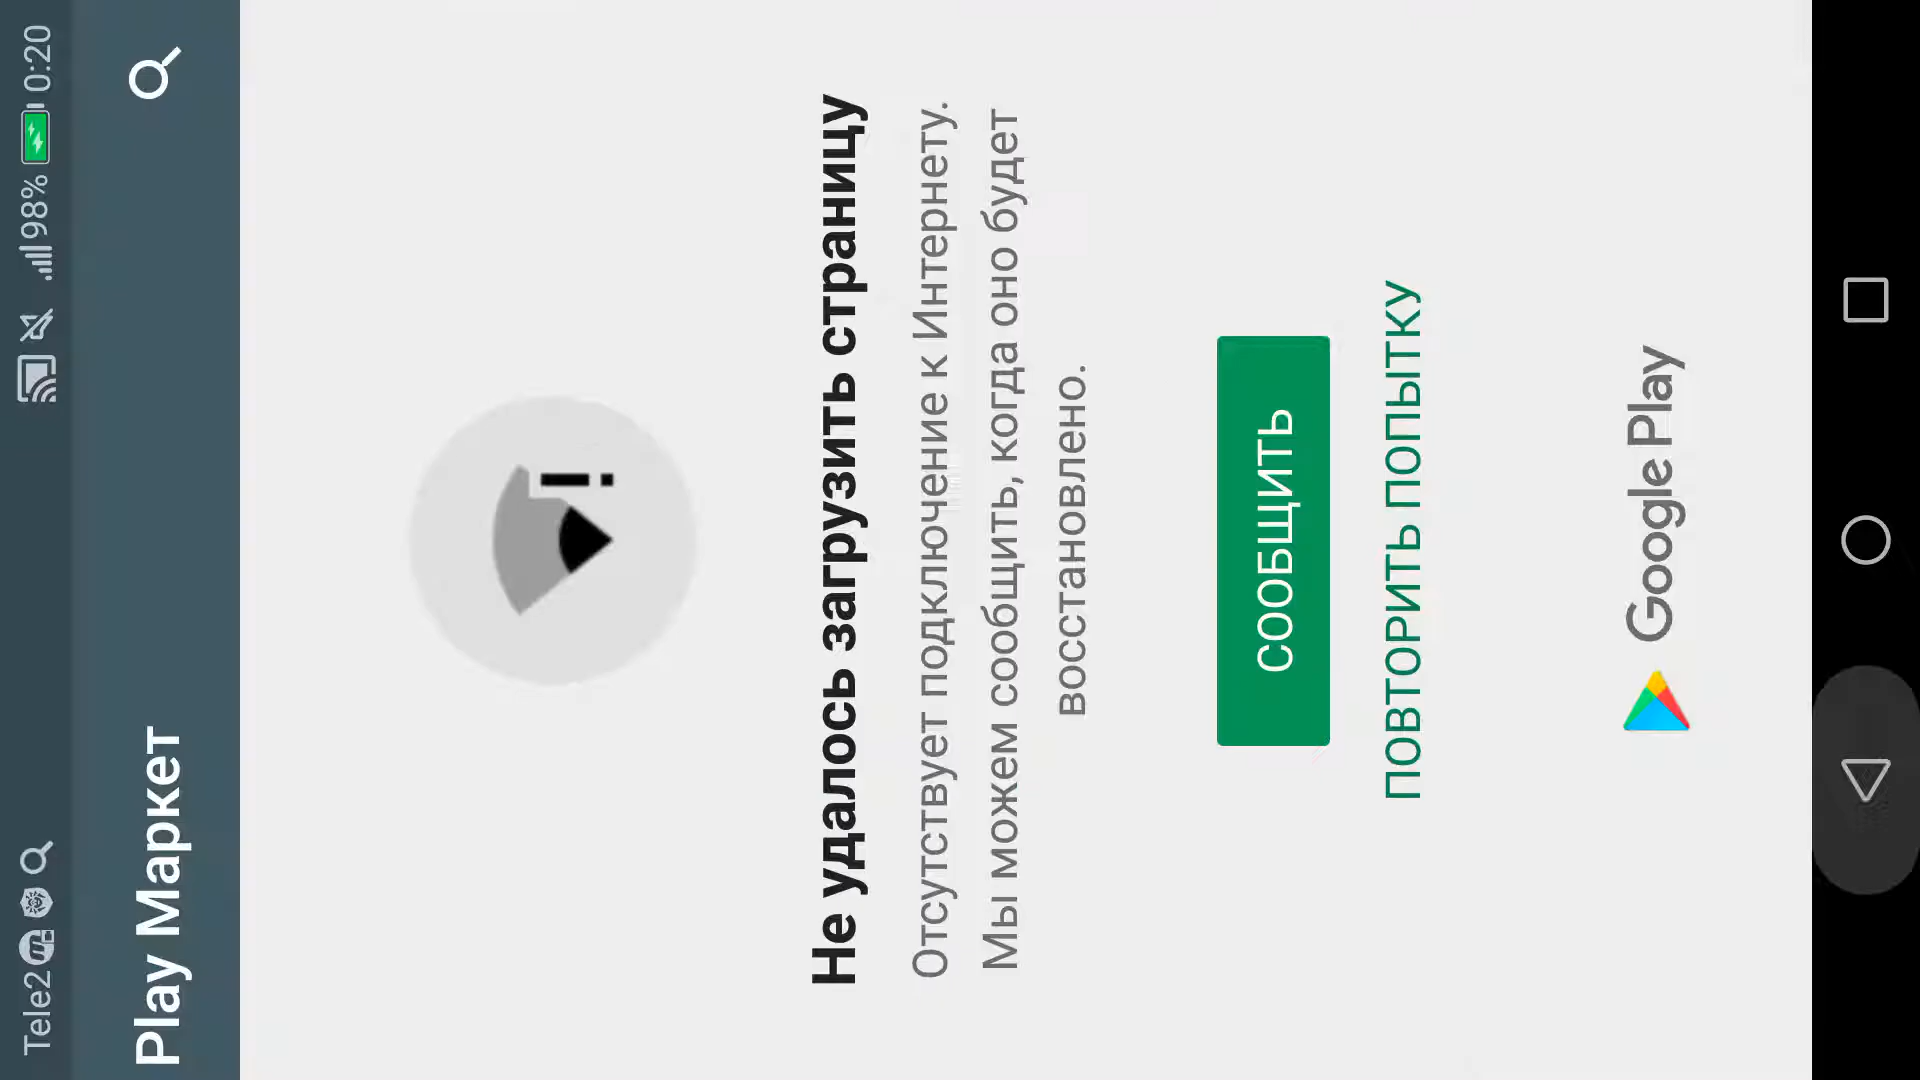 Tele2 98% 0:20
Play Маркет
Не удалось загрузить страницу
Отсутствует подключение к Интернету.
Мы можем сообщить, когда оно будет
восстановлено.
СООБЩИТЬ
ПОВТОРИТЬ ПОПЫТКУ
Google Play